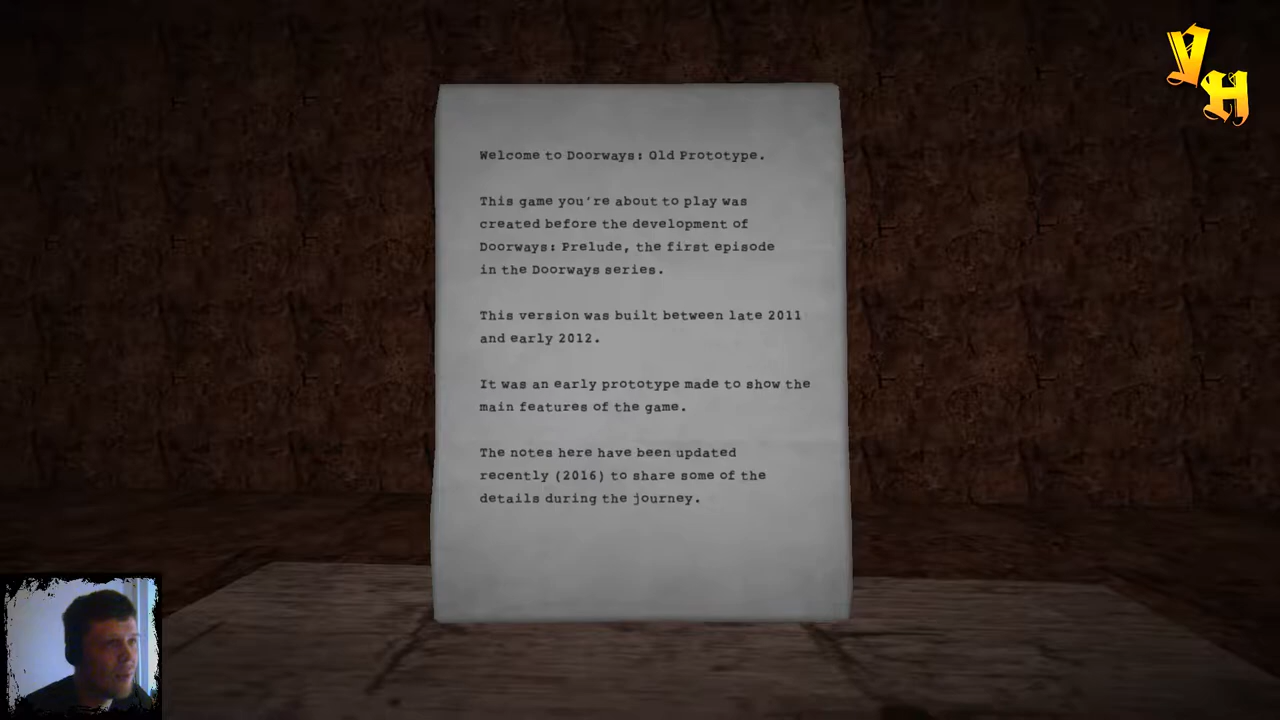 VH
Welcome to Doorways: Old Prototype.
This game you're about to play was
created before the development of
Doorways: Prelude, the first episode
in the Doorways series.
This version was built between late 2011
and early 2012.
It was an early prototype made to show the
main features of the game.
The notes here have been updated
recently (2016) to share some of the
details during the journey.